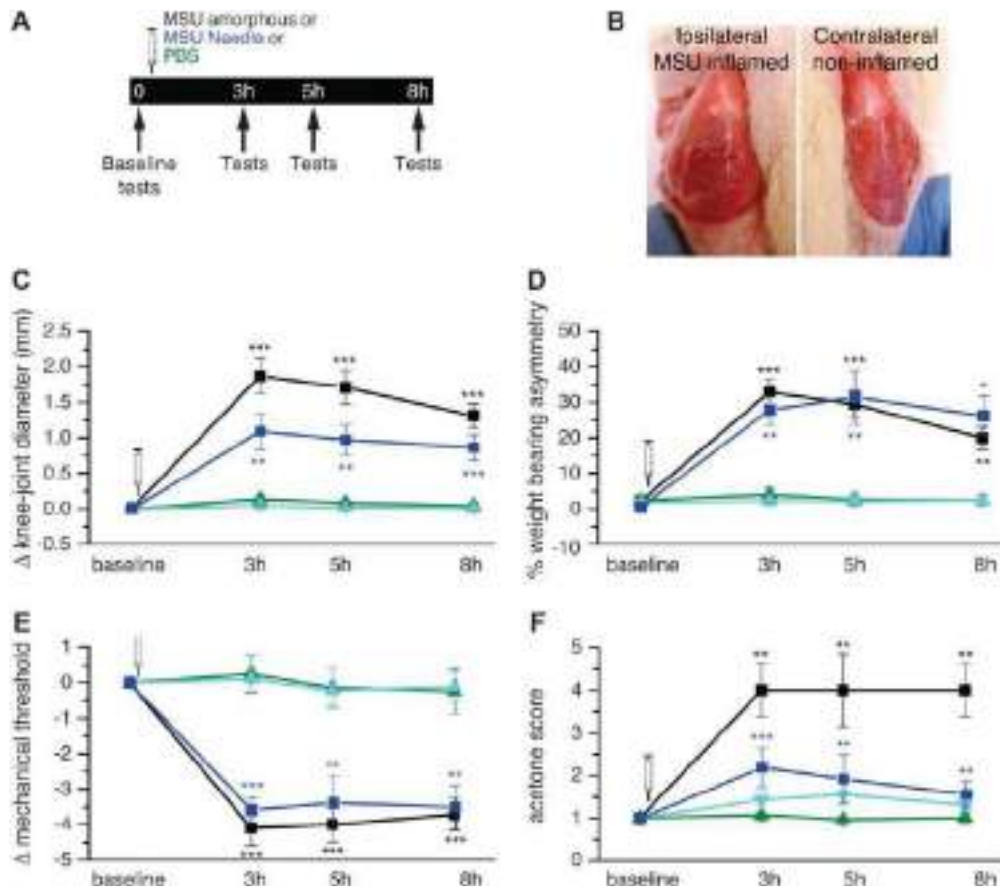 A
MSU amorphous or
MSU Needle or
PBS
0 3h 5h 8h
Baseline
tests
Tests Tests Tests
B
Ipsilateral
MSU inflamed
Contralateral
non-inflamed
C
Δ knee-joint diameter (mm)
2.5
2.0
1.5
1.0
0.5
0.0
-0.5
*** *** ***
** ** ***
baseline 3h 5h 8h
D
% weight bearing asymmetry
50
40
30
20
10
0
-10
*** *** *
** ** **
baseline 3h 5h 8h
E
Δ mechanical threshold
1
0
-1
-2
-3
-4
-5
*** ** **
*** *** ***
baseline 3h 5h 8h
F
acetone score
5
4
3
2
1
0
** ** **
*** ** **
baseline 3h 5h 8h